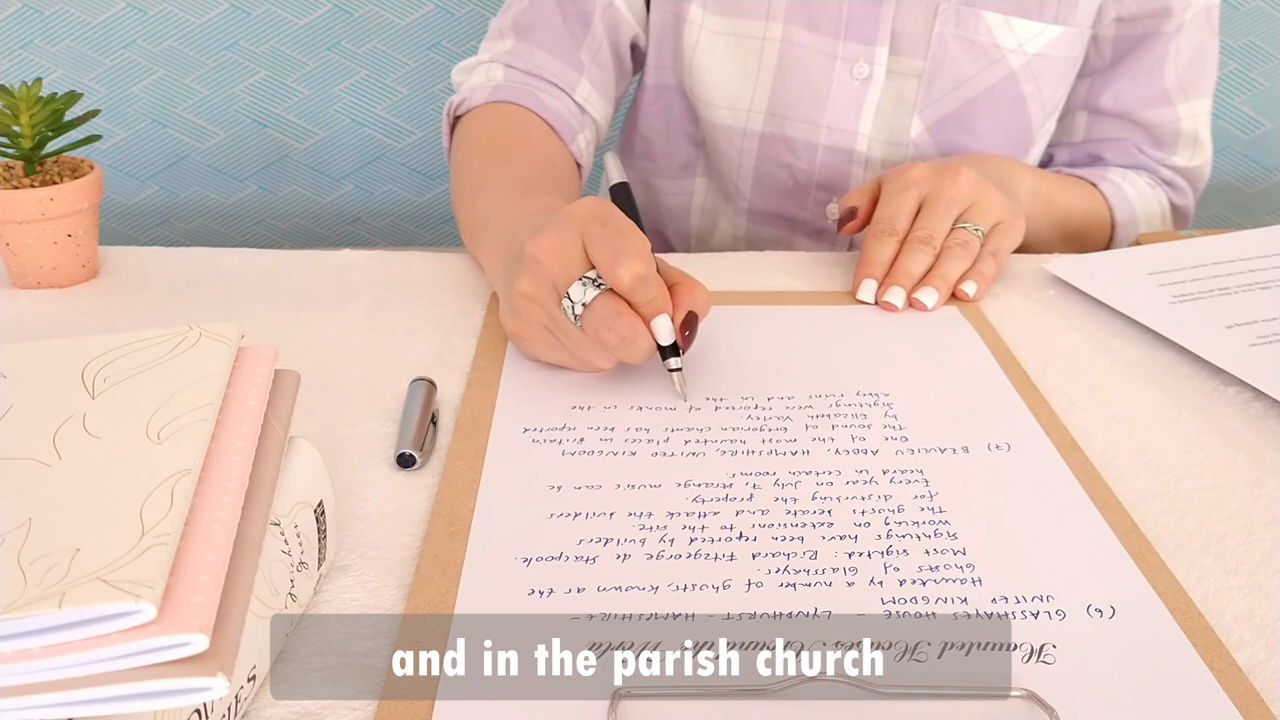 Haunted Houses Around the World
(6) GLASSHAYES HOUSE - LYNDHURST - HAMPSHIRE -
UNITED KINGDOM
Haunted by a number of ghosts, known as the
Ghosts of Glasshayes.
Most sighted: Richard Fitzgeorge de Stacpoole.
Sightings have been reported by builders
working on extensions to the site.
The ghosts berate and attack the builders
for disturbing the property.
Every year on July 7, strange music can be
heard in certain rooms.
(7) BEAULIEU ABBEY, HAMPSHIRE, UNITED KINGDOM
One of the most haunted places in Britain.
The sound of Gregorian chants has been reported
by Elizabeth Varley.
Sightings were reported of monks in the
abbey ruins and in the
and in the parish church